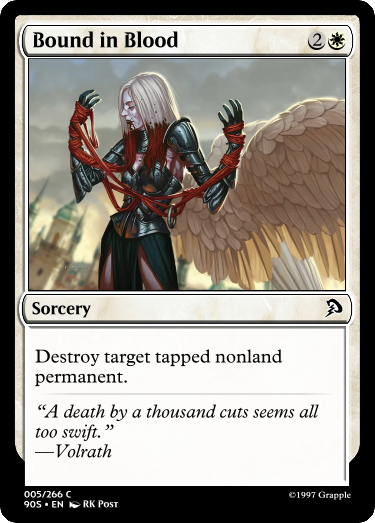 Bound in Blood 2
Sorcery
Destroy target tapped nonland
permanent.
“A death by a thousand cuts seems all
too swift.”
—Volrath
005/266 C
90S • EN RK Post
©1997 Grapple